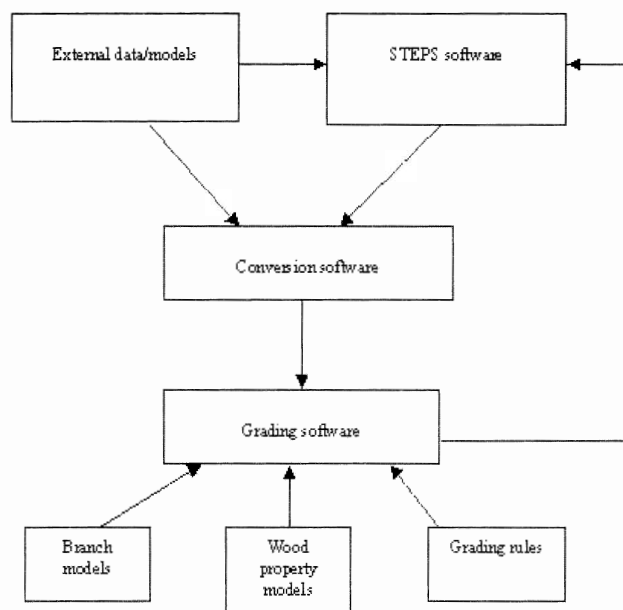 External data/models
STEPS software
Conversion software
Grading software
Branch
models
Wood
property
models
Grading rules